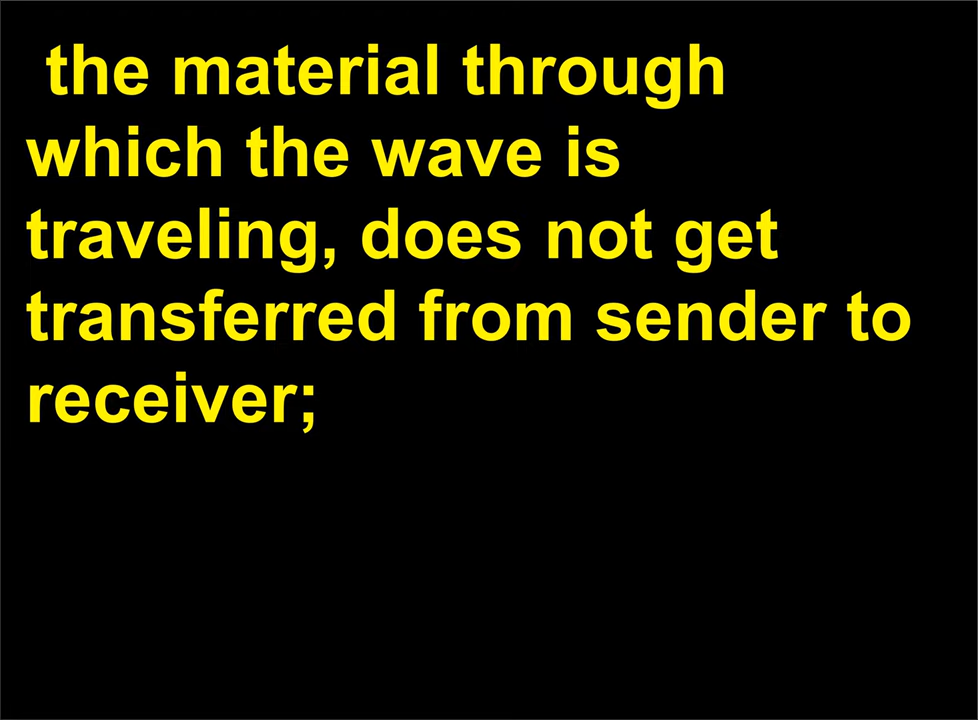 the material through
which the wave is
traveling, does not get
transferred from sender to
receiver;